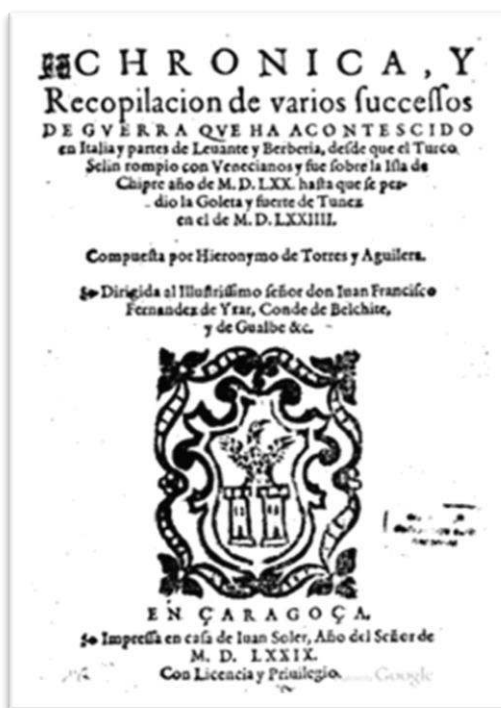 CHRONICA, Y
Recopilacion de varios ſucceſſos
DE GVERRA QVE HA ACONTESCIDO
en Italia y partes de Leuante y Berberia, deſde que el Turco
Selin rompio con Venecianos y fue ſobre la Iſla de
Chipre año de M. D. LXX. haſta que ſe per-
dio la Goleta y fuerte de Tunez
en el de M. D. LXXIIII.
Compueſta por Hieronymo de Torres y Aguilera.
Dirigida al Illuſtriſſimo ſeñor don Iuan Franciſco
Fernandez de Yxar, Conde de Belchite,
y de Gualbe &c.
EN ÇARAGOÇA,
Impreſſa en caſa de Iuan Soler, Año del Señor de
M. D. LXXIX.
Con Licencia y Priuilegio.
Google